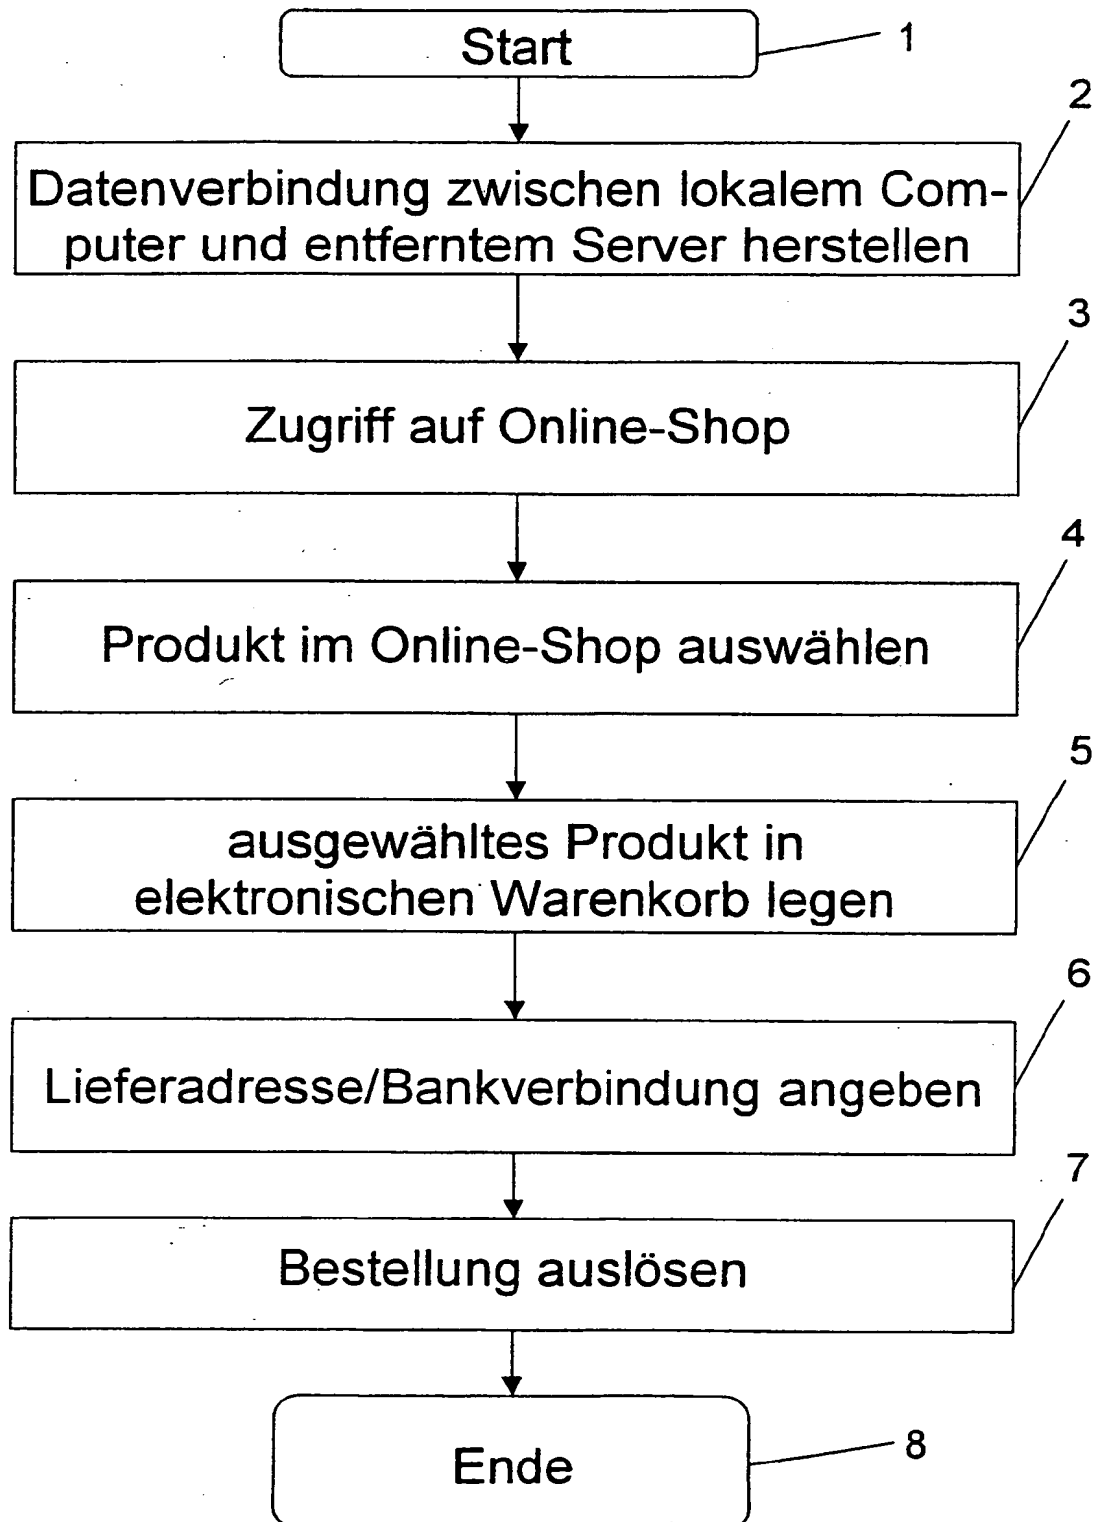 Start
1
2
Datenverbindung zwischen lokalem Com-
puter und entferntem Server herstellen
3
Zugriff auf Online-Shop
4
Produkt im Online-Shop auswählen
5
ausgewähltes Produkt in
elektronischen Warenkorb legen
6
Lieferadresse/Bankverbindung angeben
7
Bestellung auslösen
8
Ende